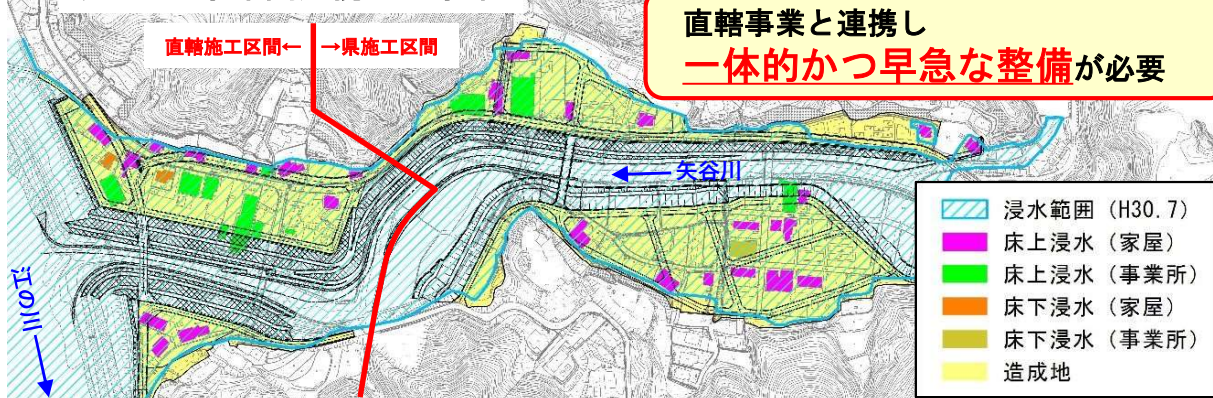 直轄事業と連携し
一体的かつ早急な整備が必要
直轄施工区間←
→県施工区間
←矢谷川
江の川→
浸水範囲（H30.7）
床上浸水（家屋）
床上浸水（事業所）
床下浸水（家屋）
床下浸水（事業所）
造成地